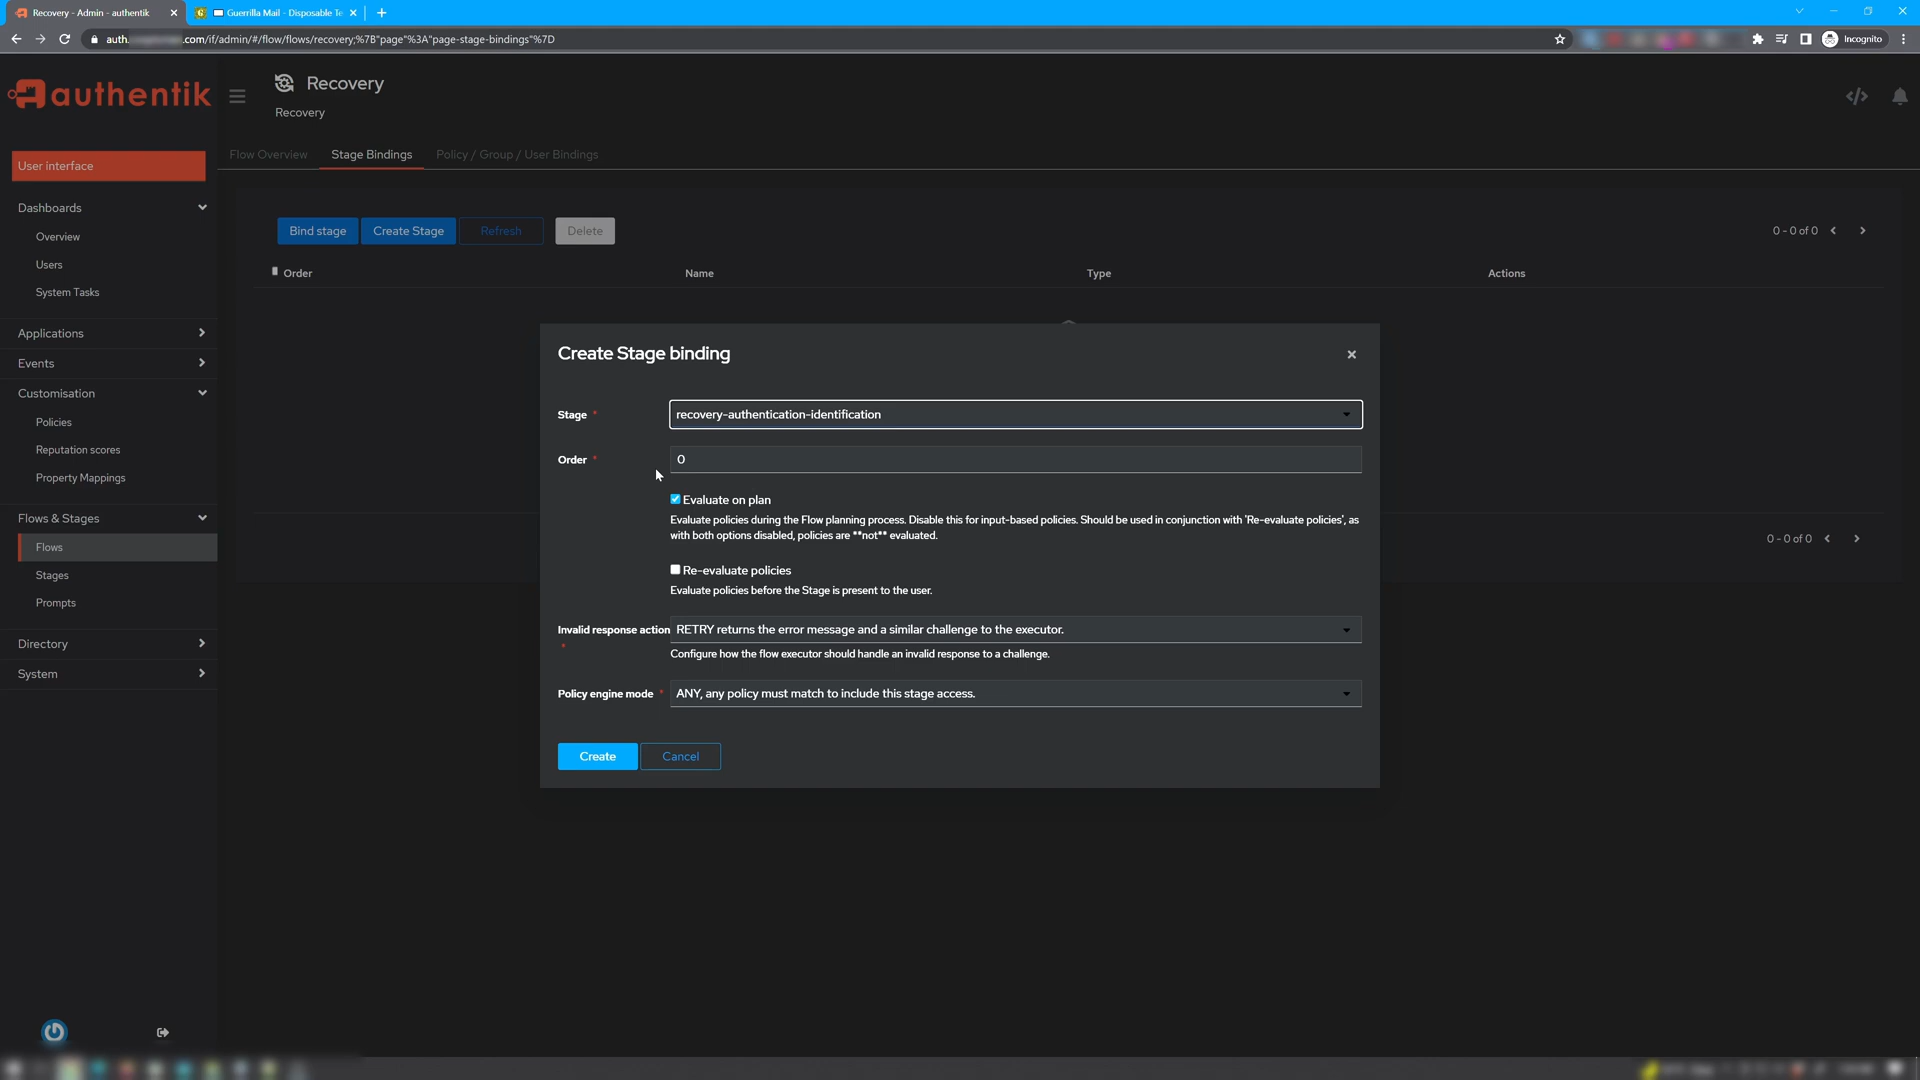 Recovery - Admin - authentik
Guerrilla Mail - Disposable Te
auth.
.com/if/admin/#/flow/flows/recovery;%7B"page"%3A"page-stage-bindings"%7D
Incognito
authentik
Recovery
Recovery
User interface
Flow Overview
Stage Bindings
Policy / Group / User Bindings
Dashboards
Overview
Users
System Tasks
Applications
Events
Customisation
Policies
Reputation scores
Property Mappings
Flows & Stages
Flows
Stages
Prompts
Directory
System
Bind stage
Create Stage
Refresh
Delete
0 - 0 of 0
Order
Name
Type
Actions
Create Stage binding
Stage *
recovery-authentication-identification
Order *
0
Evaluate on plan
Evaluate policies during the Flow planning process. Disable this for input-based policies. Should be used in conjunction with 'Re-evaluate policies', as
with both options disabled, policies are **not** evaluated.
Re-evaluate policies
Evaluate policies before the Stage is present to the user.
Invalid response action
*
RETRY returns the error message and a similar challenge to the executor.
Configure how the flow executor should handle an invalid response to a challenge.
Policy engine mode *
ANY, any policy must match to include this stage access.
Create
Cancel
0 - 0 of 0